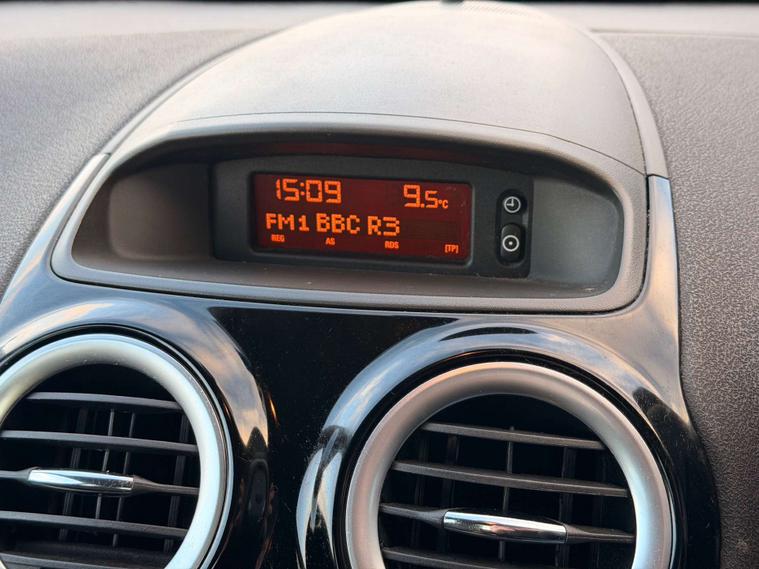 15:09 9.5°C
FM1 BBC R3
REG AS RDS [TP]